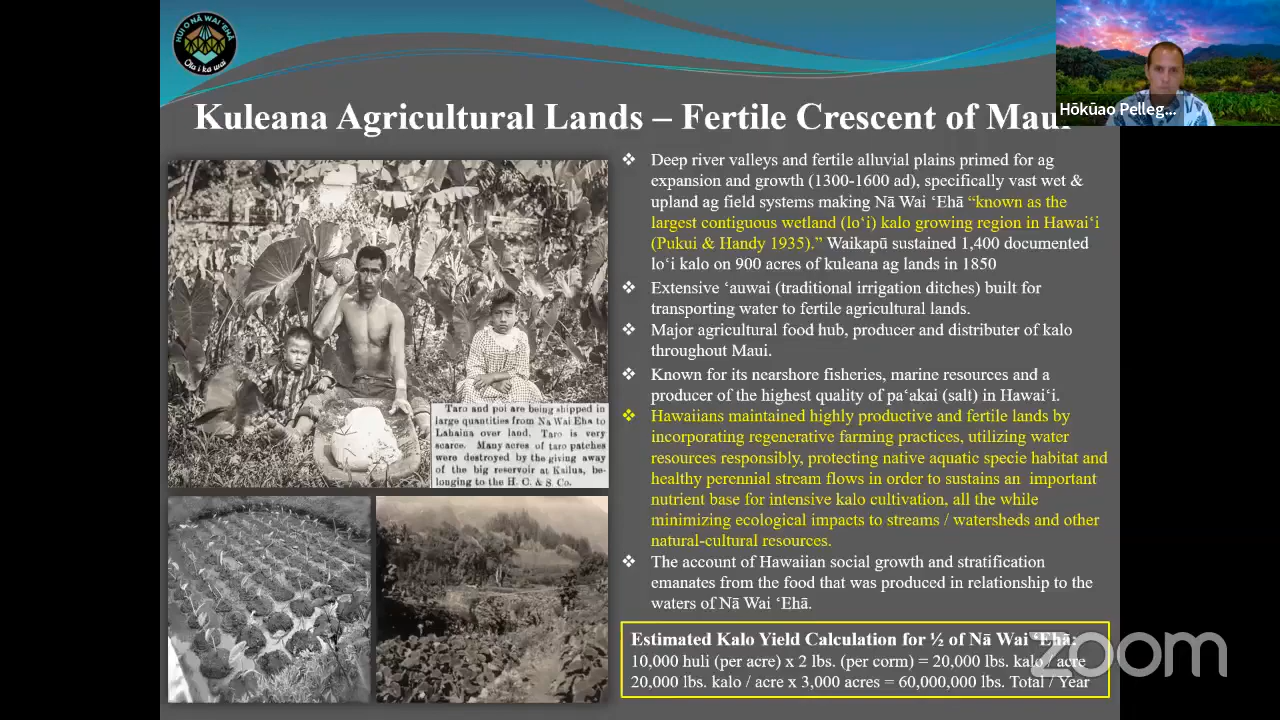 HUI O NĀ WAI ʻEHĀ
Ola i ka wai
Hōkūao Pelleg...
Kuleana Agricultural Lands – Fertile Crescent of Maui
❖ Deep river valleys and fertile alluvial plains primed for ag
expansion and growth (1300-1600 ad), specifically vast wet &
upland ag field systems making Nā Wai ʻEhā “known as the
largest contiguous wetland (loʻi) kalo growing region in Hawaiʻi
(Pukui & Handy 1935).” Waikapū sustained 1,400 documented
loʻi kalo on 900 acres of kuleana ag lands in 1850
❖ Extensive ʻauwai (traditional irrigation ditches) built for
transporting water to fertile agricultural lands.
❖ Major agricultural food hub, producer and distributer of kalo
throughout Maui.
❖ Known for its nearshore fisheries, marine resources and a
producer of the highest quality of paʻakai (salt) in Hawaiʻi.
❖ Hawaiians maintained highly productive and fertile lands by
incorporating regenerative farming practices, utilizing water
resources responsibly, protecting native aquatic specie habitat and
healthy perennial stream flows in order to sustains an important
nutrient base for intensive kalo cultivation, all the while
minimizing ecological impacts to streams / watersheds and other
natural-cultural resources.
❖ The account of Hawaiian social growth and stratification
emanates from the food that was produced in relationship to the
waters of Nā Wai ʻEhā.
Taro and poi are being shipped in
large quantities from Na Wai Eha to
Lahaina over land. Taro is very
scarce. Many acres of taro patches
were destroyed by the giving away
of the big reservoir at Kailua, be-
longing to the H. C. & S. Co.
Estimated Kalo Yield Calculation for ½ of Nā Wai ʻEhā:
10,000 huli (per acre) x 2 lbs. (per corm) = 20,000 lbs. kalo / acre
20,000 lbs. kalo / acre x 3,000 acres = 60,000,000 lbs. Total / Year
zoom